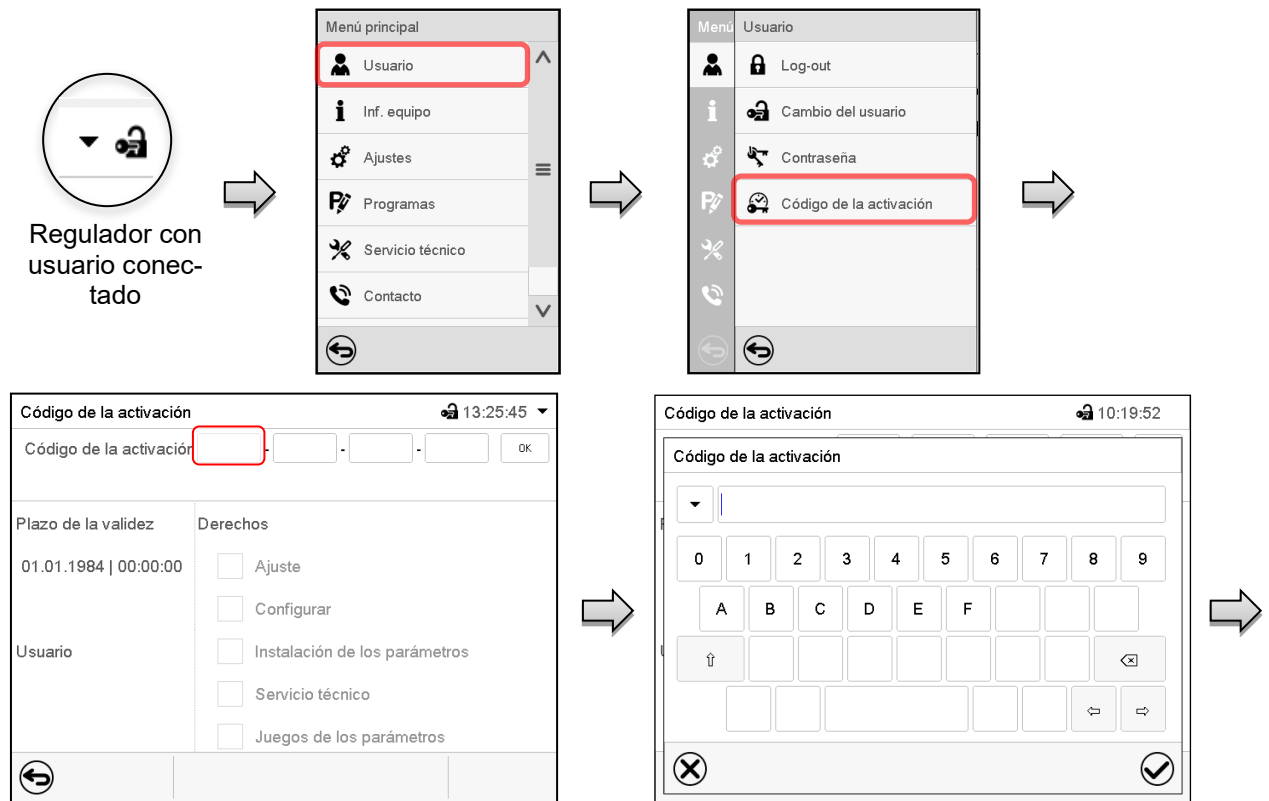 Regulador con
usuario conec-
tado
Menú principal
Usuario
Inf. equipo
Ajustes
Programas
Servicio técnico
Contacto
Menú Usuario
Log-out
Cambio del usuario
Contraseña
Código de la activación
Código de la activación 13:25:45
Código de la activación - - - OK
Plazo de la validez Derechos
01.01.1984 | 00:00:00 Ajuste
Configurar
Usuario Instalación de los parámetros
Servicio técnico
Juegos de los parámetros
Código de la activación 10:19:52
Código de la activación
0 1 2 3 4 5 6 7 8 9
A B C D E F